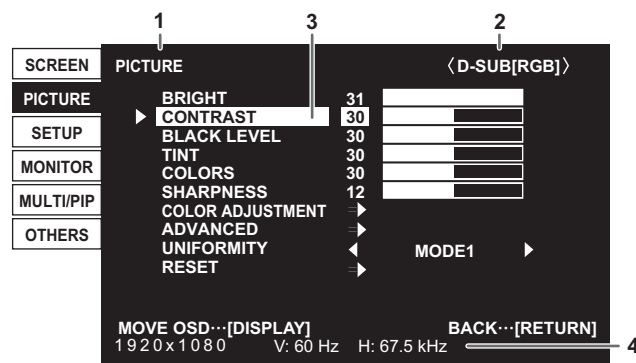 1 3 2
SCREEN PICTURE 〈D-SUB[RGB]〉
PICTURE BRIGHT 31
CONTRAST 30
SETUP BLACK LEVEL 30
TINT 30
MONITOR COLORS 30
SHARPNESS 12
MULTI/PIP COLOR ADJUSTMENT
ADVANCED
OTHERS UNIFORMITY MODE1
RESET
MOVE OSD···[DISPLAY] BACK···[RETURN]
1920x1080 V: 60 Hz H: 67.5 kHz 4